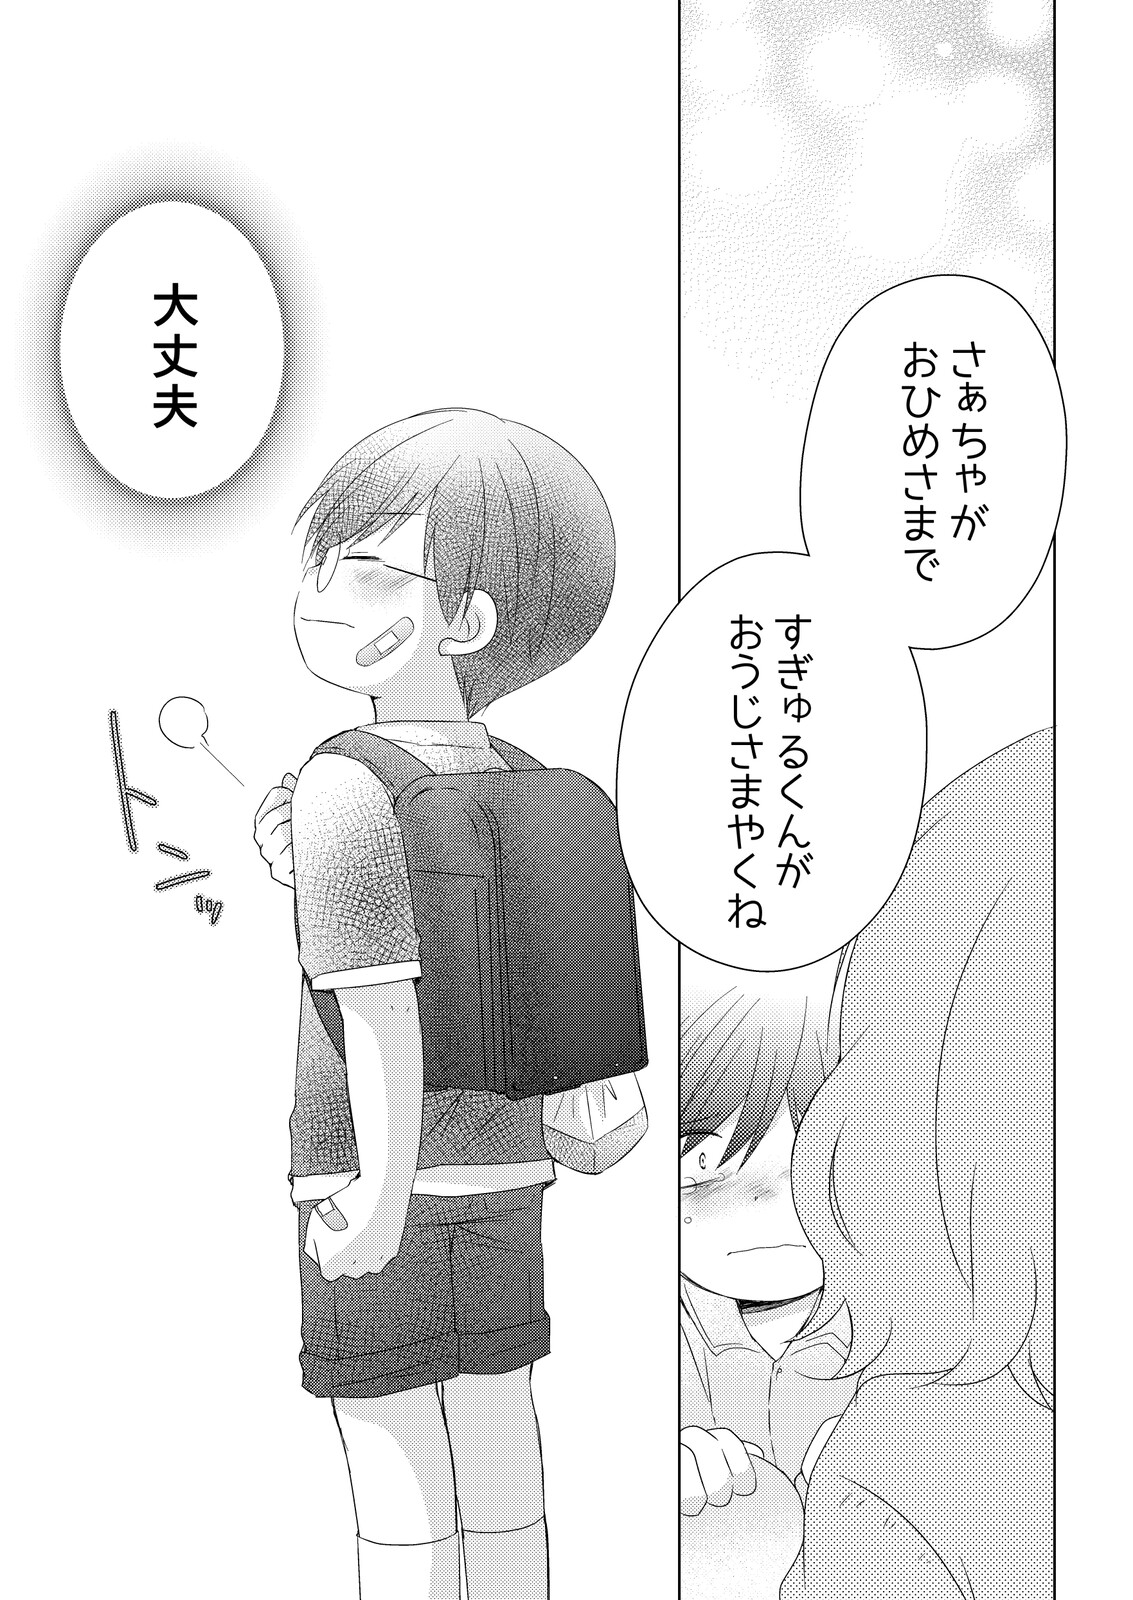 さぁちゃが
おひめさまで
すぎゅるくんが
おうじさまやくね
大丈夫
トンッ